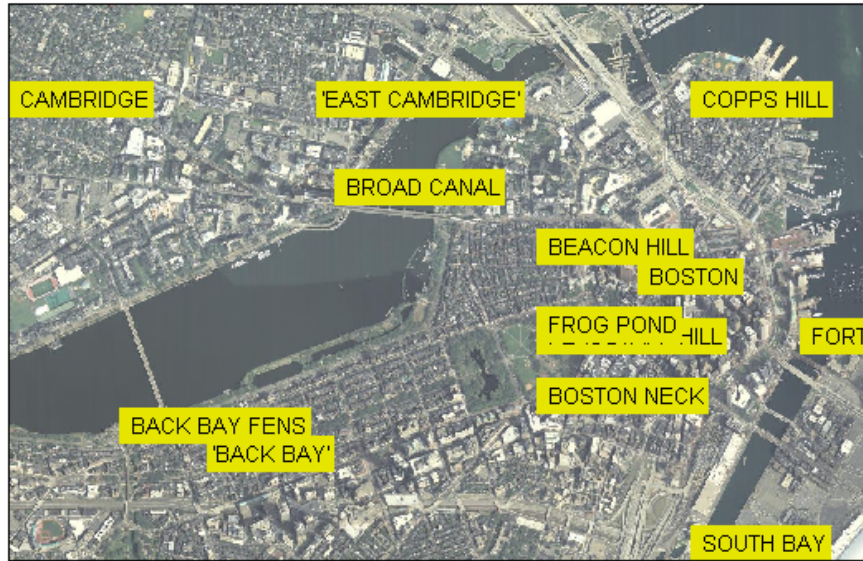 CAMBRIDGE
'EAST CAMBRIDGE'
COPPS HILL
BROAD CANAL
BEACON HILL
BOSTON
FROG POND
HILL
FORT
BOSTON NECK
BACK BAY FENS
'BACK BAY'
SOUTH BAY